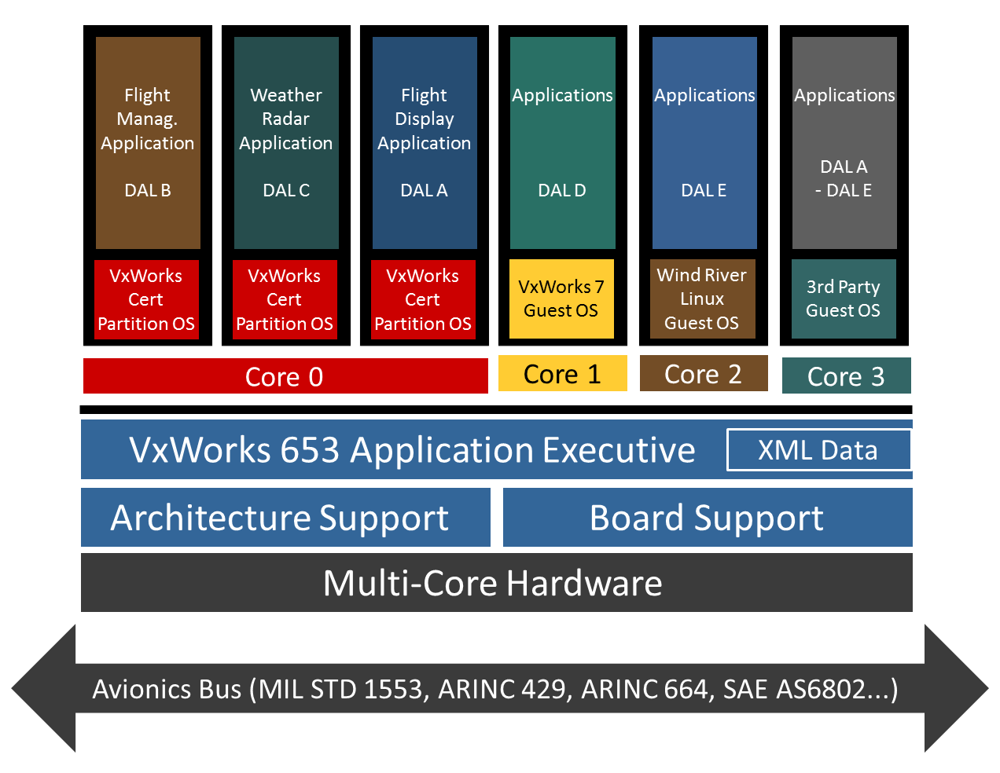 Flight
Manag.
Application
DAL B
Weather
Radar
Application
DAL C
Flight
Display
Application
DAL A
Applications
DAL D
Applications
DAL E
Applications
DAL A
- DAL E
VxWorks
Cert
Partition OS
VxWorks
Cert
Partition OS
VxWorks
Cert
Partition OS
VxWorks 7
Guest OS
Wind River
Linux
Guest OS
3rd Party
Guest OS
Core 0
Core 1
Core 2
Core 3
VxWorks 653 Application Executive
XML Data
Architecture Support
Board Support
Multi-Core Hardware
Avionics Bus (MIL STD 1553, ARINC 429, ARINC 664, SAE AS6802...)